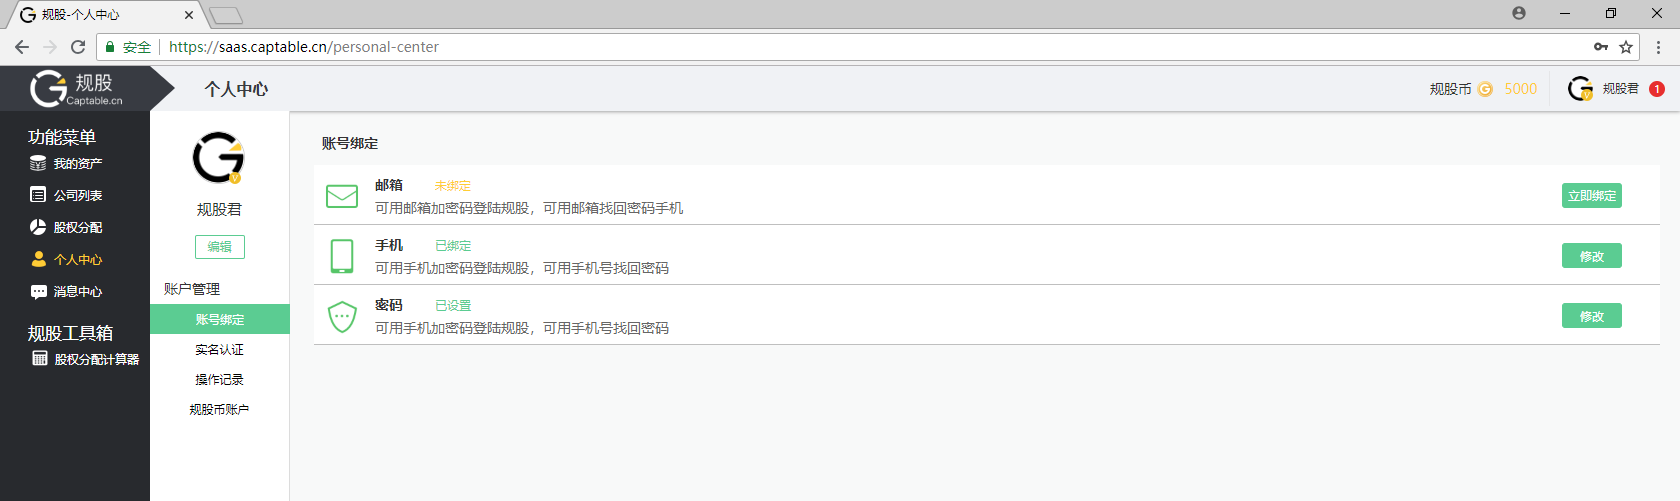 规股-个人中心
安全 https://saas.captable.cn/personal-center
规股
Captable.cn
个人中心
规股币 5000
规股君 1
功能菜单
我的资产
公司列表
股权分配
个人中心
消息中心
规股工具箱
股权分配计算器
规股君
编辑
账户管理
账号绑定
实名认证
操作记录
规股币账户
账号绑定
邮箱 未绑定
可用邮箱加密码登陆规股，可用邮箱找回密码手机
立即绑定
手机 已绑定
可用手机加密码登陆规股，可用手机号找回密码
修改
密码 已设置
可用手机加密码登陆规股，可用手机号找回密码
修改